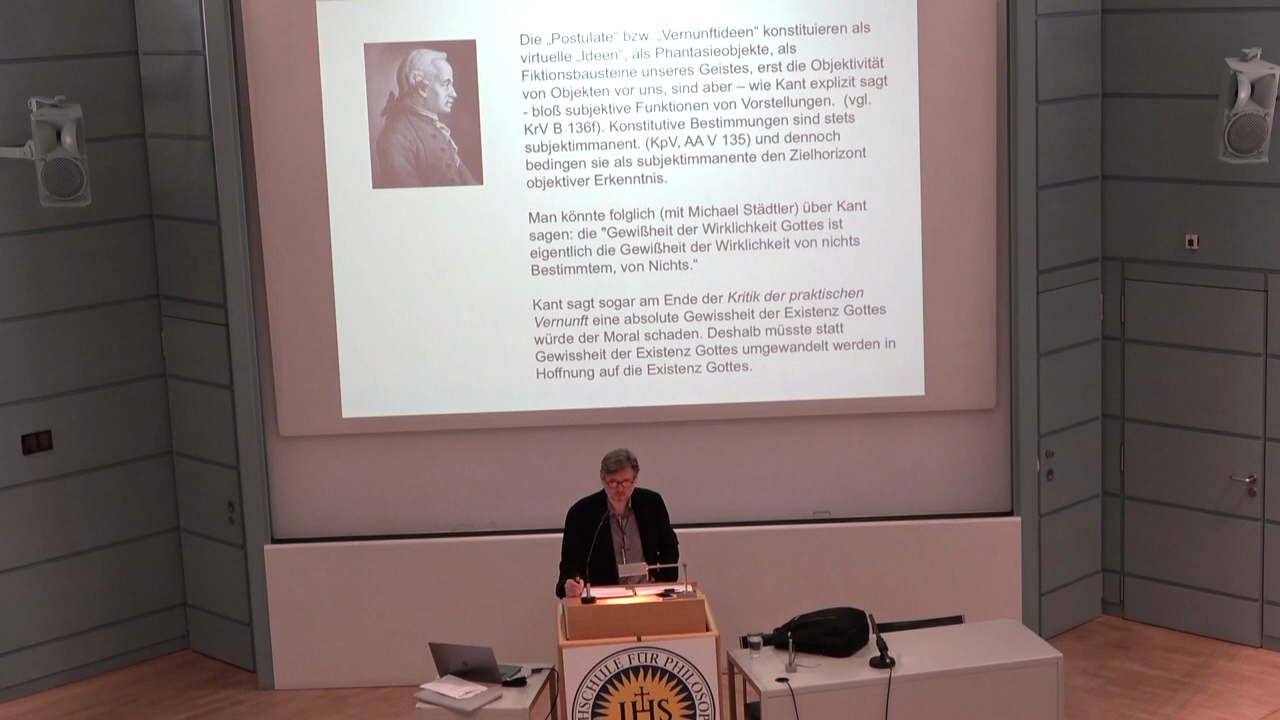 Die „Postulate“ bzw. „Vernunftideen“ konstituieren als
virtuelle „Ideen“, als Phantasieobjekte, als
Fiktionsbausteine unseres Geistes, erst die Objektivität
von Objekten vor uns, sind aber – wie Kant explizit sagt
- bloß subjektive Funktionen von Vorstellungen. (vgl.
KrV B 136f). Konstitutive Bestimmungen sind stets
subjektimmanent. (KpV, AA V 135) und dennoch
bedingen sie als subjektimmanente den Zielhorizont
objektiver Erkenntnis.
Man könnte folglich (mit Michael Städtler) über Kant
sagen: die "Gewißheit der Wirklichkeit Gottes ist
eigentlich die Gewißheit der Wirklichkeit von nichts
Bestimmtem, von Nichts.“
Kant sagt sogar am Ende der Kritik der praktischen
Vernunft eine absolute Gewissheit der Existenz Gottes
würde der Moral schaden. Deshalb müsste statt
Gewissheit der Existenz Gottes umgewandelt werden in
Hoffnung auf die Existenz Gottes.
HSCHULE FÜR PHILOSOP
IHS